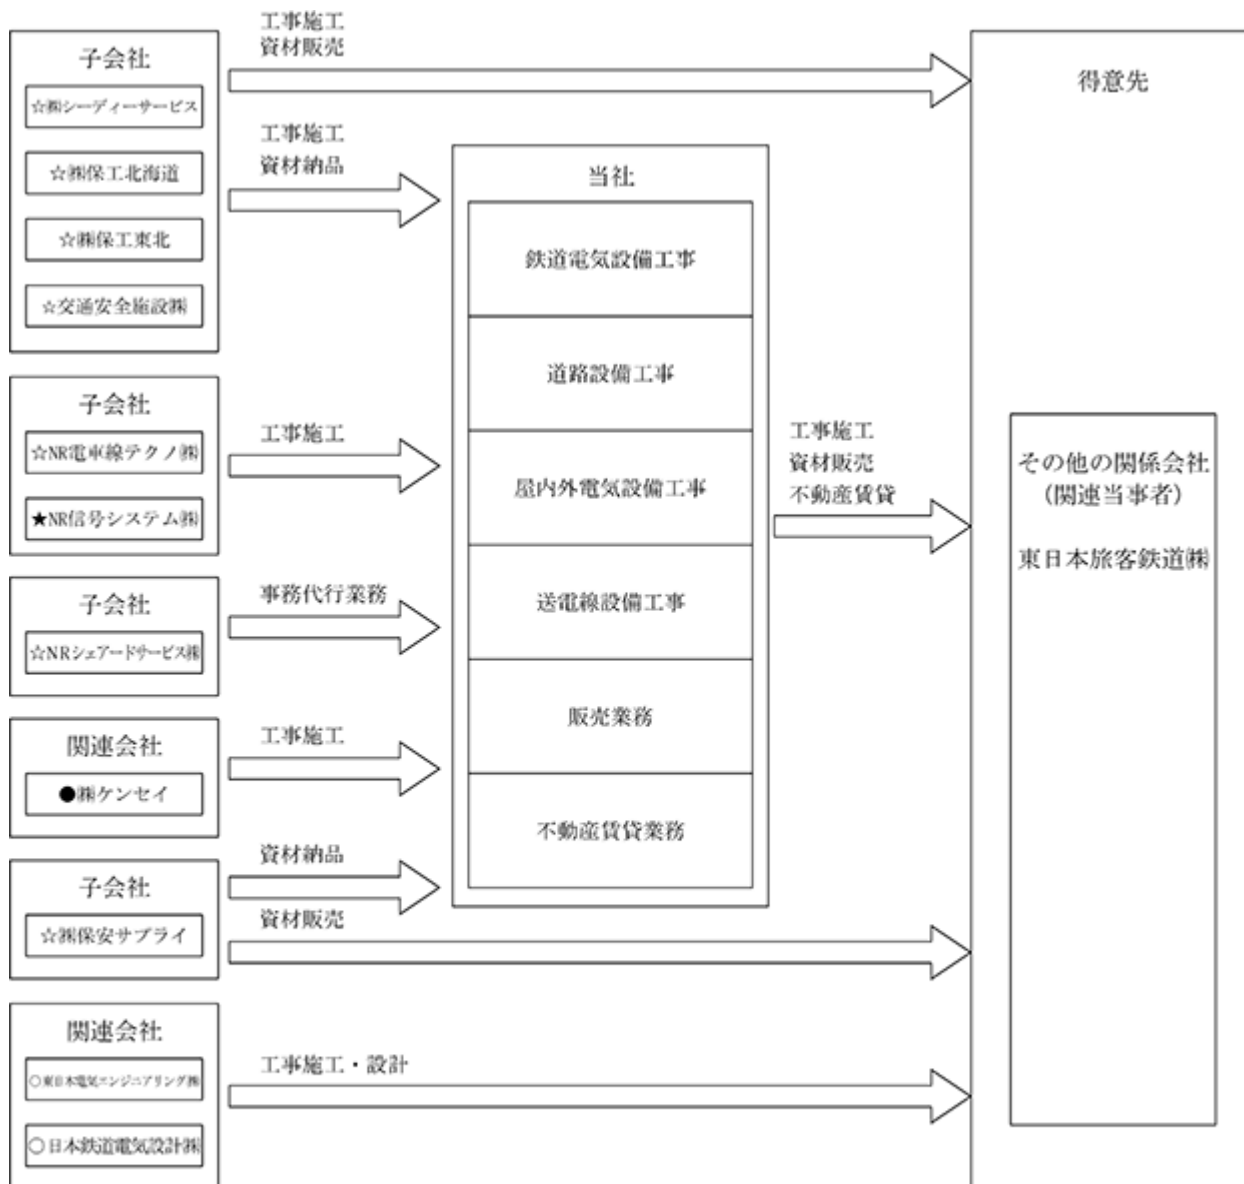 工事施工
資材販売
子会社
☆㈱シーディーサービス
☆㈱保工北海道
☆㈱保工東北
☆交通安全施設㈱
工事施工
資材納品
子会社
☆NR電車線テクノ㈱
★NR信号システム㈱
工事施工
子会社
☆NRシェアードサービス㈱
事務代行業務
関連会社
●㈱ケンセイ
工事施工
子会社
☆㈱保安サプライ
資材納品
資材販売
関連会社
○東日本電気エンジニアリング㈱
○日本鉄道電気設計㈱
工事施工・設計
当社
鉄道電気設備工事
道路設備工事
屋内外電気設備工事
送電線設備工事
販売業務
不動産賃貸業務
工事施工
資材販売
不動産賃貸
得意先
その他の関係会社
(関連当事者)
東日本旅客鉄道㈱